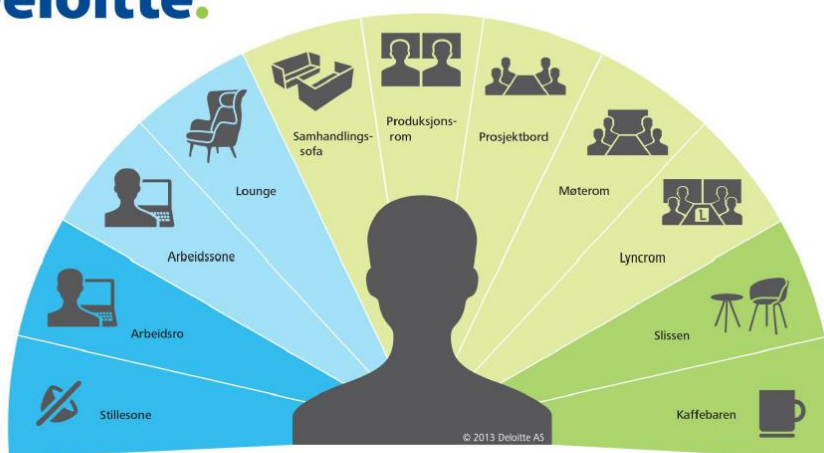 Deloitte.
Samhandlings-
sofa
Produksjons-
rom
Prosjektbord
Møterom
Lyncrom
Lounge
Arbeidssone
Arbeidsro
Stillesone
Slissen
Kaffebaren
L
© 2013 Deloitte AS